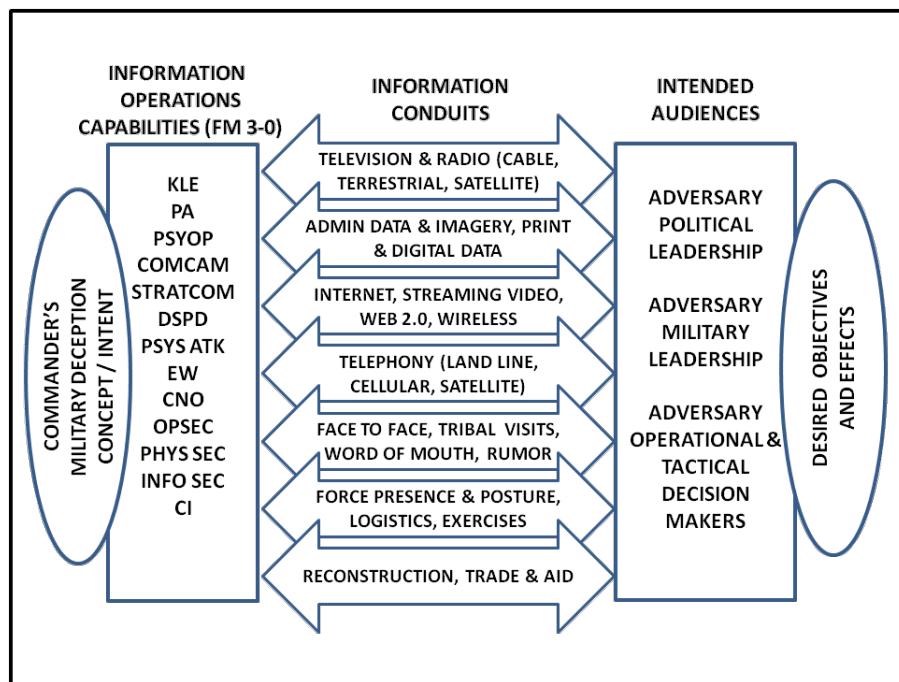 INFORMATION
OPERATIONS
CAPABILITIES (FM 3-0)
INFORMATION
CONDUITS
INTENDED
AUDIENCES
COMMANDER'S
MILITARY DECEPTION
CONCEPT / INTENT
KLE
PA
PSYOP
COMCAM
STRATCOM
DSPD
PSYS ATK
EW
CNO
OPSEC
PHYS SEC
INFO SEC
CI
TELEVISION & RADIO (CABLE,
TERRESTRIAL, SATELLITE)
ADMIN DATA & IMAGERY, PRINT
& DIGITAL DATA
INTERNET, STREAMING VIDEO,
WEB 2.0, WIRELESS
TELEPHONY (LAND LINE,
CELLULAR, SATELLITE)
FACE TO FACE, TRIBAL VISITS,
WORD OF MOUTH, RUMOR
FORCE PRESENCE & POSTURE,
LOGISTICS, EXERCISES
RECONSTRUCTION, TRADE & AID
ADVERSARY
POLITICAL
LEADERSHIP
ADVERSARY
MILITARY
LEADERSHIP
ADVERSARY
OPERATIONAL &
TACTICAL
DECISION
MAKERS
DESIRED OBJECTIVES
AND EFFECTS